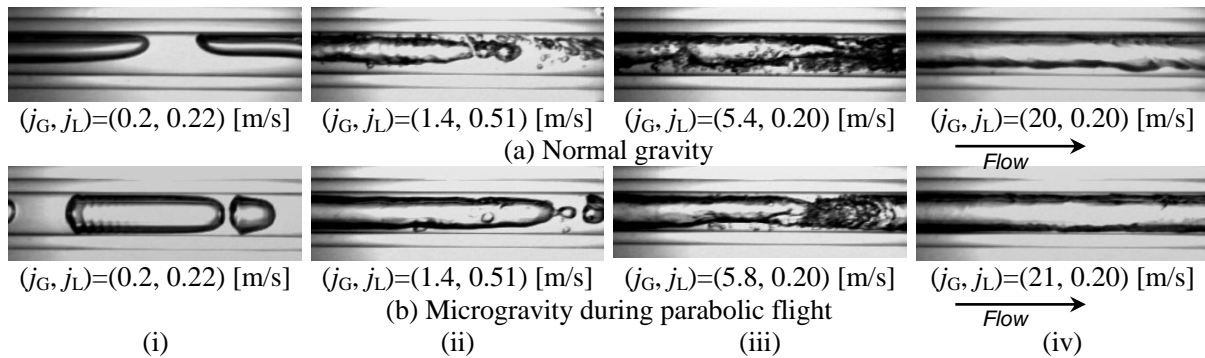 (jG, jL)=(0.2, 0.22) [m/s] (jG, jL)=(1.4, 0.51) [m/s] (jG, jL)=(5.4, 0.20) [m/s] (jG, jL)=(20, 0.20) [m/s]
(a) Normal gravity
Flow
(jG, jL)=(0.2, 0.22) [m/s] (jG, jL)=(1.4, 0.51) [m/s] (jG, jL)=(5.8, 0.20) [m/s] (jG, jL)=(21, 0.20) [m/s]
(b) Microgravity during parabolic flight
Flow
(i) (ii) (iii) (iv)